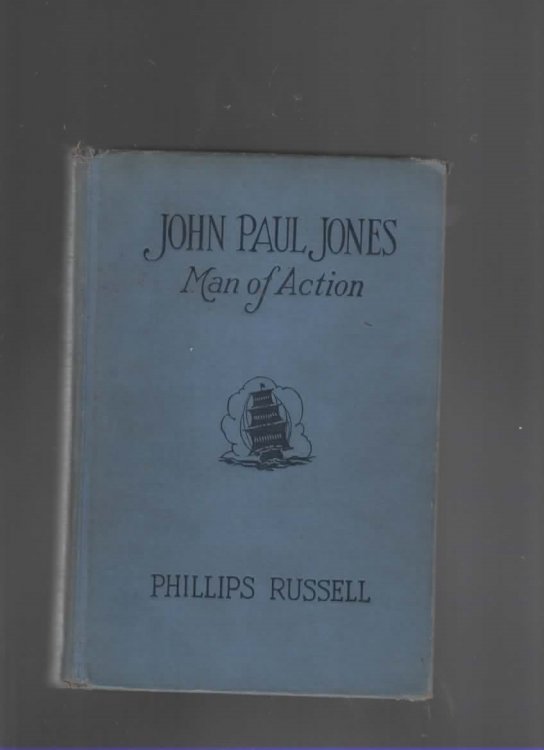 JOHN PAUL JONES
Man of Action
PHILLIPS RUSSELL